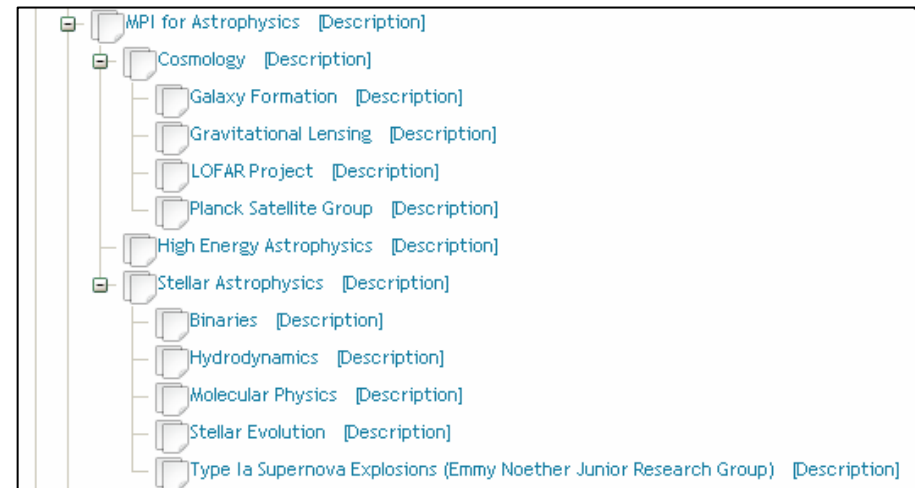 MPI for Astrophysics [Description]
Cosmology [Description]
Galaxy Formation [Description]
Gravitational Lensing [Description]
LOFAR Project [Description]
Planck Satellite Group [Description]
High Energy Astrophysics [Description]
Stellar Astrophysics [Description]
Binaries [Description]
Hydrodynamics [Description]
Molecular Physics [Description]
Stellar Evolution [Description]
Type Ia Supernova Explosions (Emmy Noether Junior Research Group) [Description]